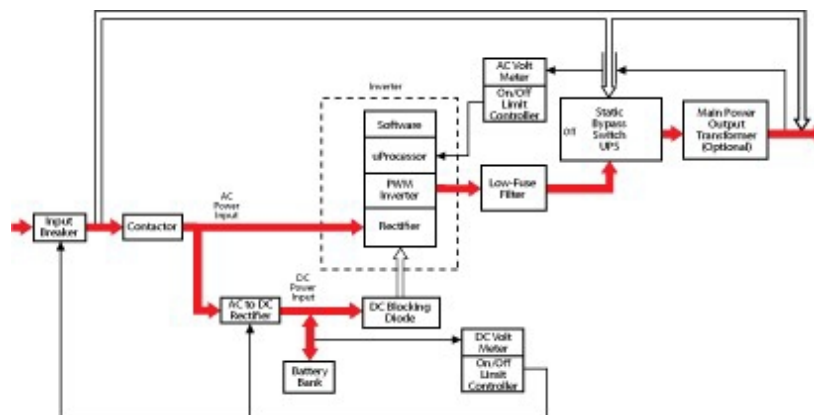 Inverter
AC Volt
Meter
On/Off
Limit
Controller
Software
uProcessor
PWM
Inverter
Rectifier
Off
Static
Bypass
Switch
UPS
Main Power
Output
Transformer
(Optional)
Low-Fuse
Filter
AC
Power
Input
Input
Breaker
Contactor
DC
Power
Input
AC to DC
Rectifier
DC Blocking
Diode
Battery
Bank
DC Volt
Meter
On/Off
Limit
Controller